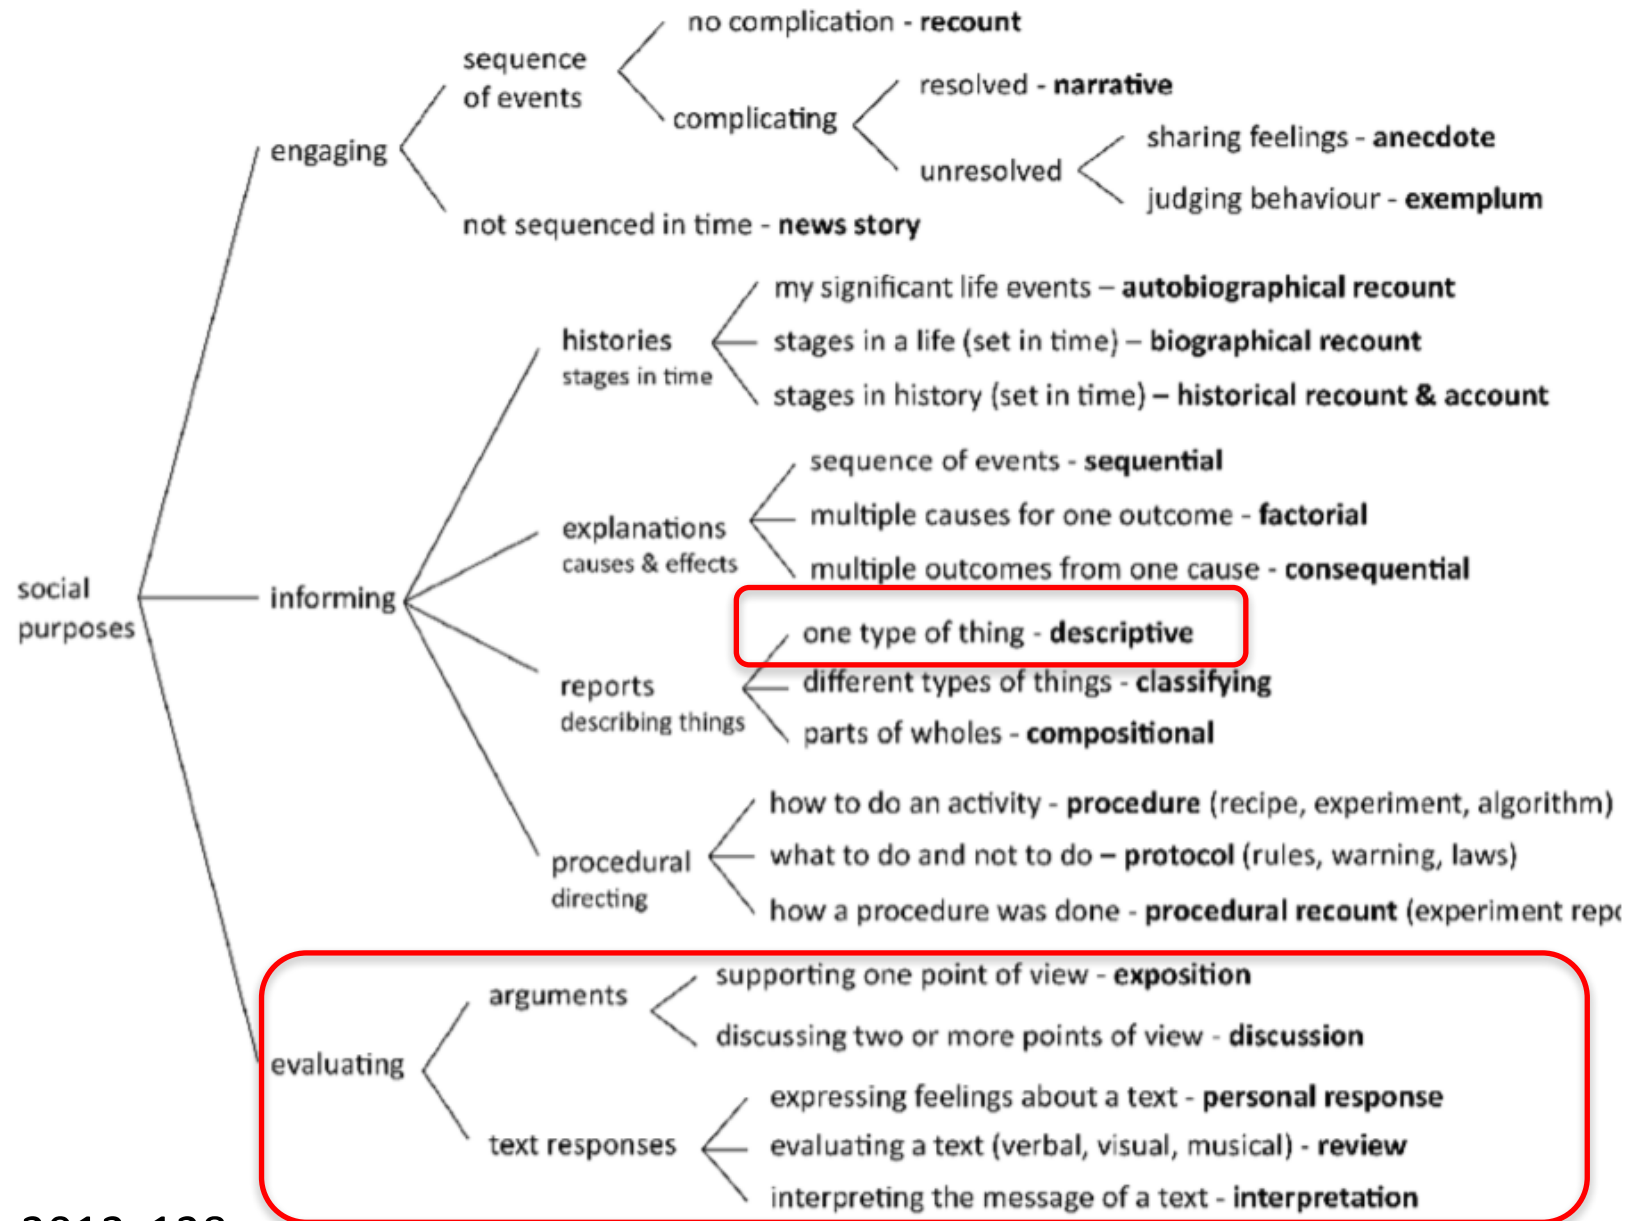 no complication - recount
sequence
of events
resolved - narrative
complicating
sharing feelings - anecdote
engaging
unresolved
judging behaviour - exemplum
not sequenced in time - news story
my significant life events – autobiographical recount
histories
stages in time
stages in a life (set in time) – biographical recount
stages in history (set in time) – historical recount & account
sequence of events - sequential
explanations
causes & effects
multiple causes for one outcome - factorial
multiple outcomes from one cause - consequential
social
purposes
informing
one type of thing - descriptive
reports
describing things
different types of things - classifying
parts of wholes - compositional
how to do an activity - procedure (recipe, experiment, algorithm)
procedural
directing
what to do and not to do – protocol (rules, warning, laws)
how a procedure was done - procedural recount (experiment
supporting one point of view - exposition
arguments
discussing two or more points of view - discussion
evaluating
expressing feelings about a text - personal response
text responses
evaluating a text (verbal, visual, musical) - review
interpreting the message of a text - interpretation